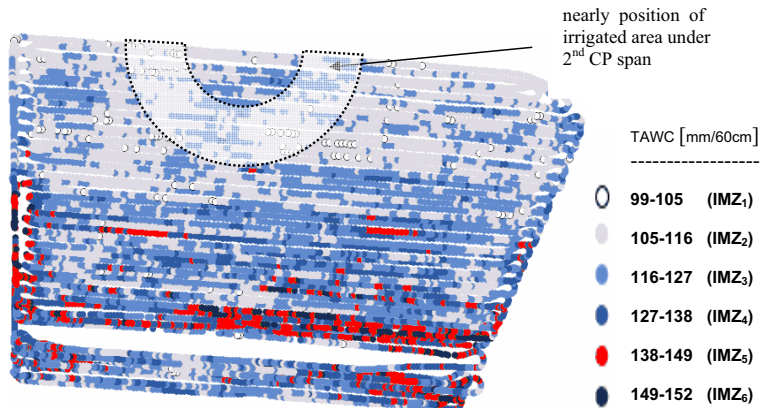 nearly position of
irrigated area under
2nd CP span
TAWC [mm/60cm]
-----------------
99-105 (IMZ1)
105-116 (IMZ2)
116-127 (IMZ3)
127-138 (IMZ4)
138-149 (IMZ5)
149-152 (IMZ6)